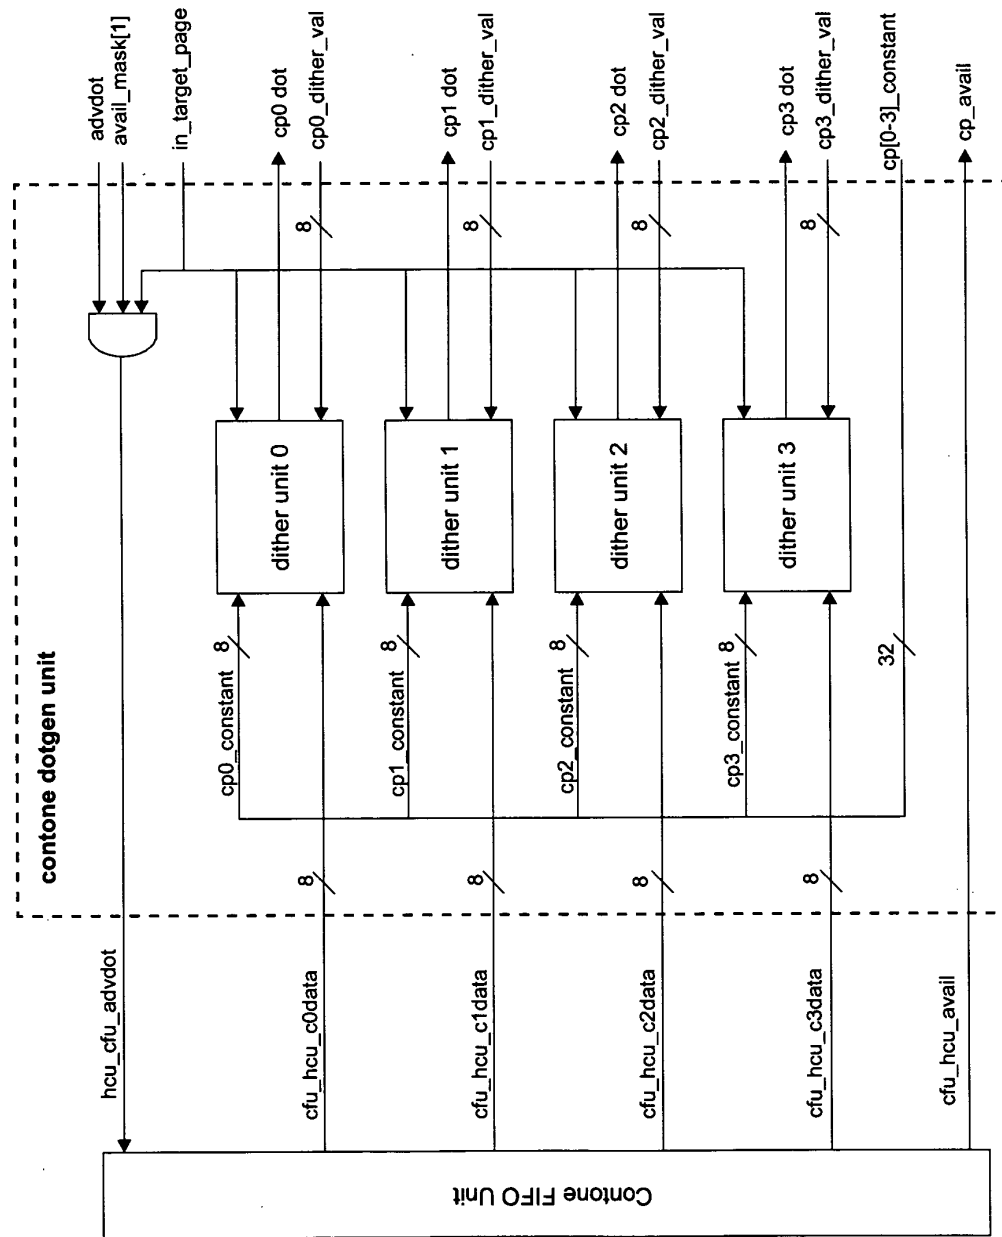 contone dotgen unit
advdot
avail_mask[1]
in_target_page
cp0 dot
cp0_dither_val
cp1 dot
cp1_dither_val
cp2 dot
cp2_dither_val
cp3 dot
cp3_dither_val
cp[0-3]_constant
cp_avail
8
8
8
8
dither unit 0
dither unit 1
dither unit 2
dither unit 3
cp0_constant
8
cp1_constant
8
cp2_constant
8
cp3_constant
8
32
8
8
8
8
hcu_cfu_advdot
cfu_hcu_c0data
cfu_hcu_c1data
cfu_hcu_c2data
cfu_hcu_c3data
cfu_hcu_avail
Contone FIFO Unit